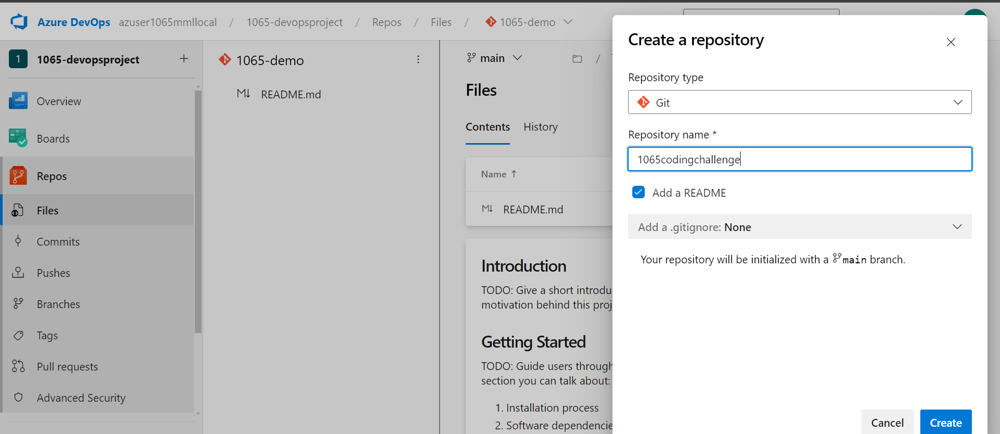 Azure DevOps azuser1065mmllocal / 1065-devopsproject / Repos / Files / 1065-demo
1 1065-devopsproject +
Overview
Boards
Repos
Files
Commits
Pushes
Branches
Tags
Pull requests
Advanced Security
1065-demo
M↓ README.md
main
/
Files
Contents History
Name ↑
M↓ README.md
Introduction
TODO: Give a short introdu
motivation behind this proj
Getting Started
TODO: Guide users through
section you can talk about:
1. Installation process
2. Software dependencie
Create a repository
Repository type
Git
Repository name *
1065codingchallenge
Add a README
Add a .gitignore: None
Your repository will be initialized with a main branch.
Cancel Create